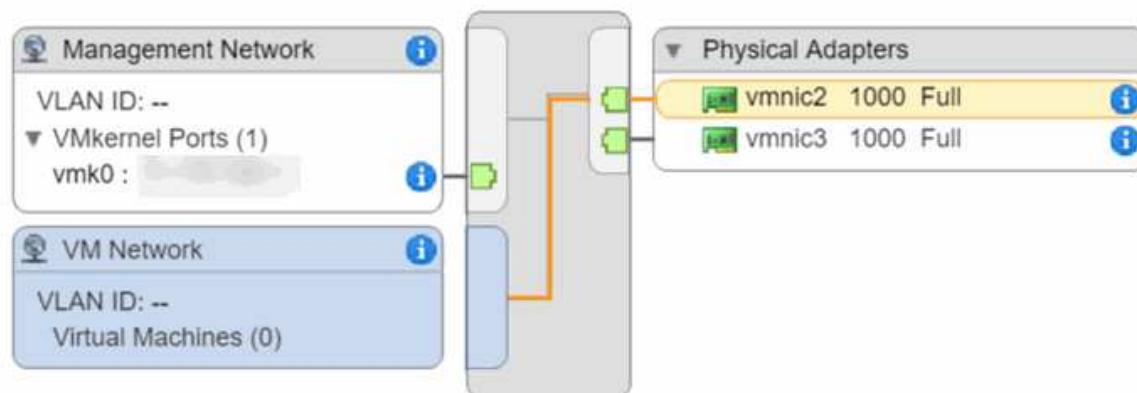 Management Network
VLAN ID: --
VMkernel Ports (1)
vmk0 :
VM Network
VLAN ID: --
Virtual Machines (0)
Physical Adapters
vmnic2 1000 Full
vmnic3 1000 Full